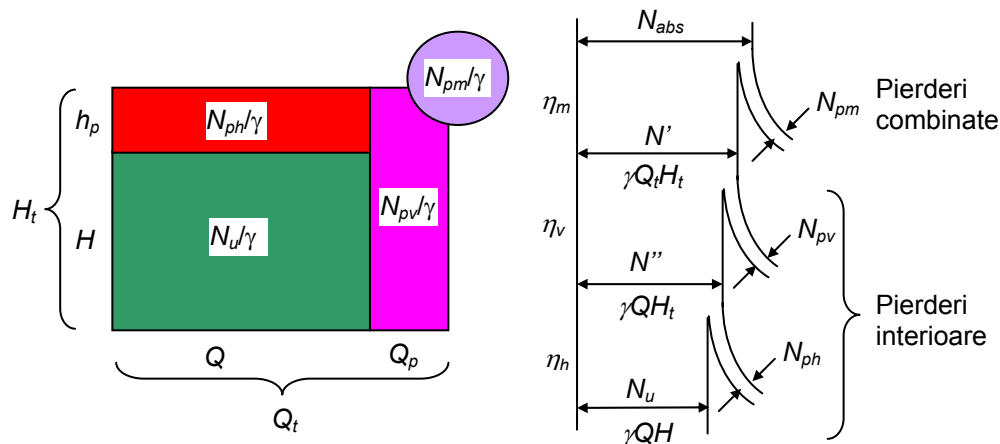 N_pm/γ
h_p
N_ph/γ
H_t
H
N_u/γ
N_pv/γ
Q
Q_p
Q_t
N_abs
η_m
N_pm
Pierderi
combinate
N'
γQ_tH_t
η_v
N_pv
N''
γQH_t
Pierderi
interioare
η_h
N_ph
N_u
γQH